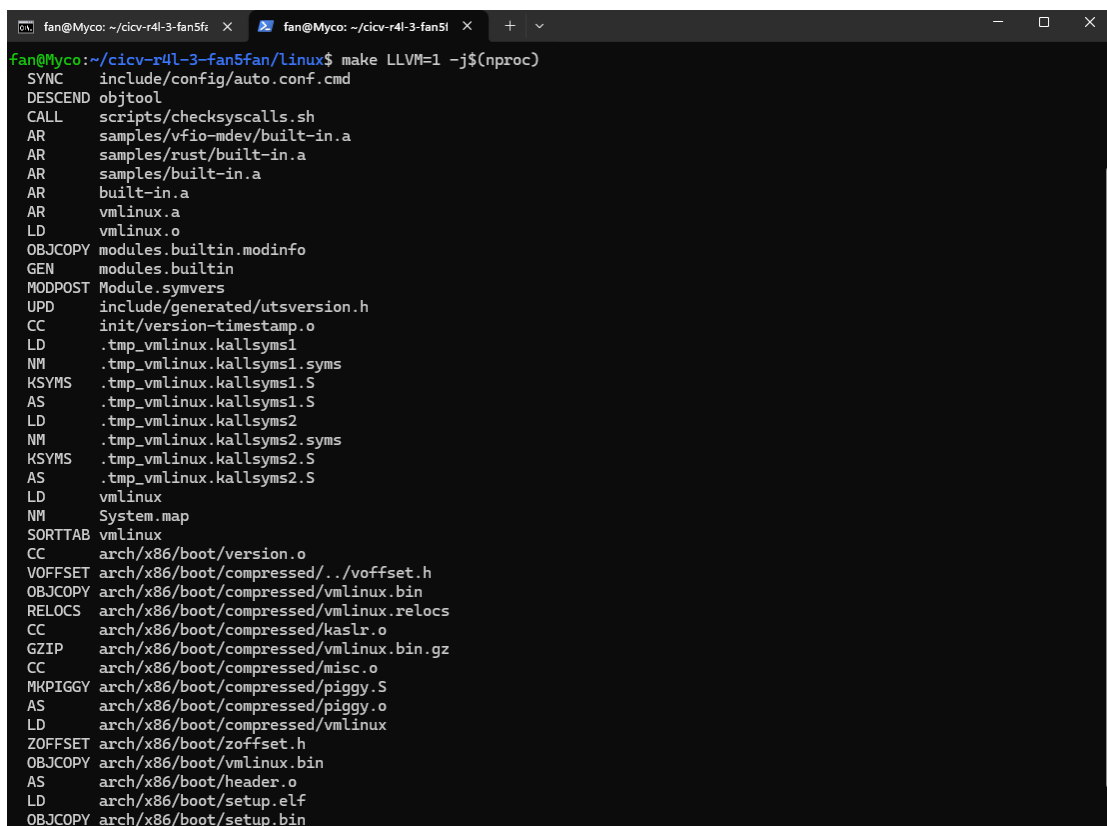 fan@Myco: ~/cicv-r4l-3-fan5fa
fan@Myco: ~/cicv-r4l-3-fan5l
fan@Myco:~/cicv-r4l-3-fan5fan/linux$ make LLVM=1 -j$(nproc)
SYNC include/config/auto.conf.cmd
DESCEND objtool
CALL scripts/checksyscalls.sh
AR samples/vfio-mdev/built-in.a
AR samples/rust/built-in.a
AR samples/built-in.a
AR built-in.a
AR vmlinux.a
LD vmlinux.o
OBJCOPY modules.builtin.modinfo
GEN modules.builtin
MODPOST Module.symvers
UPD include/generated/utsversion.h
CC init/version-timestamp.o
LD .tmp_vmlinux.kallsyms1
NM .tmp_vmlinux.kallsyms1.syms
KSYMS .tmp_vmlinux.kallsyms1.S
AS .tmp_vmlinux.kallsyms1.S
LD .tmp_vmlinux.kallsyms2
NM .tmp_vmlinux.kallsyms2.syms
KSYMS .tmp_vmlinux.kallsyms2.S
AS .tmp_vmlinux.kallsyms2.S
LD vmlinux
NM System.map
SORTTAB vmlinux
CC arch/x86/boot/version.o
VOFFSET arch/x86/boot/compressed/../voffset.h
OBJCOPY arch/x86/boot/compressed/vmlinux.bin
RELOCS arch/x86/boot/compressed/vmlinux.relocs
CC arch/x86/boot/compressed/kaslr.o
GZIP arch/x86/boot/compressed/vmlinux.bin.gz
CC arch/x86/boot/compressed/misc.o
MKPIGGY arch/x86/boot/compressed/piggy.S
AS arch/x86/boot/compressed/piggy.o
LD arch/x86/boot/compressed/vmlinux
ZOFFSET arch/x86/boot/zoffset.h
OBJCOPY arch/x86/boot/vmlinux.bin
AS arch/x86/boot/header.o
LD arch/x86/boot/setup.elf
OBJCOPY arch/x86/boot/setup.bin